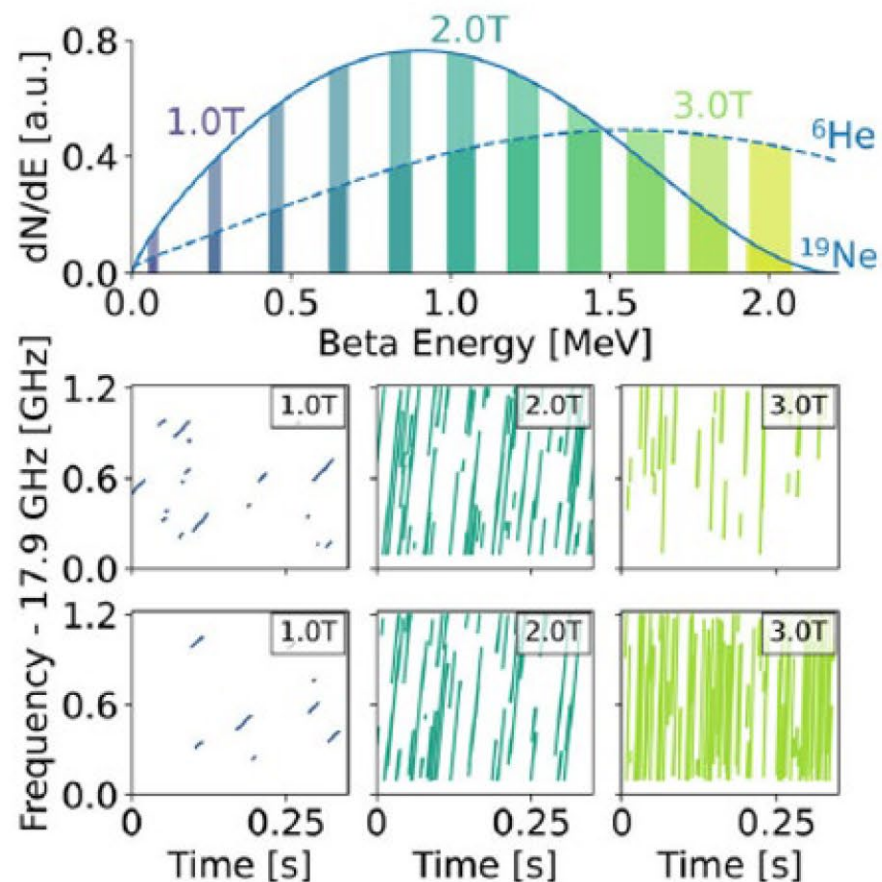 0.8
0.4
0.0
dN/dE [a.u.]
1.0T
2.0T
3.0T
⁶He
¹⁹Ne
0.0 0.5 1.0 1.5 2.0
Beta Energy [MeV]
Frequency - 17.9 GHz [GHz]
1.2
0.6
0.0
1.0T
2.0T
3.0T
1.2
0.6
0.0
1.0T
2.0T
3.0T
0 0.25 0 0.25 0 0.25
Time [s] Time [s] Time [s]